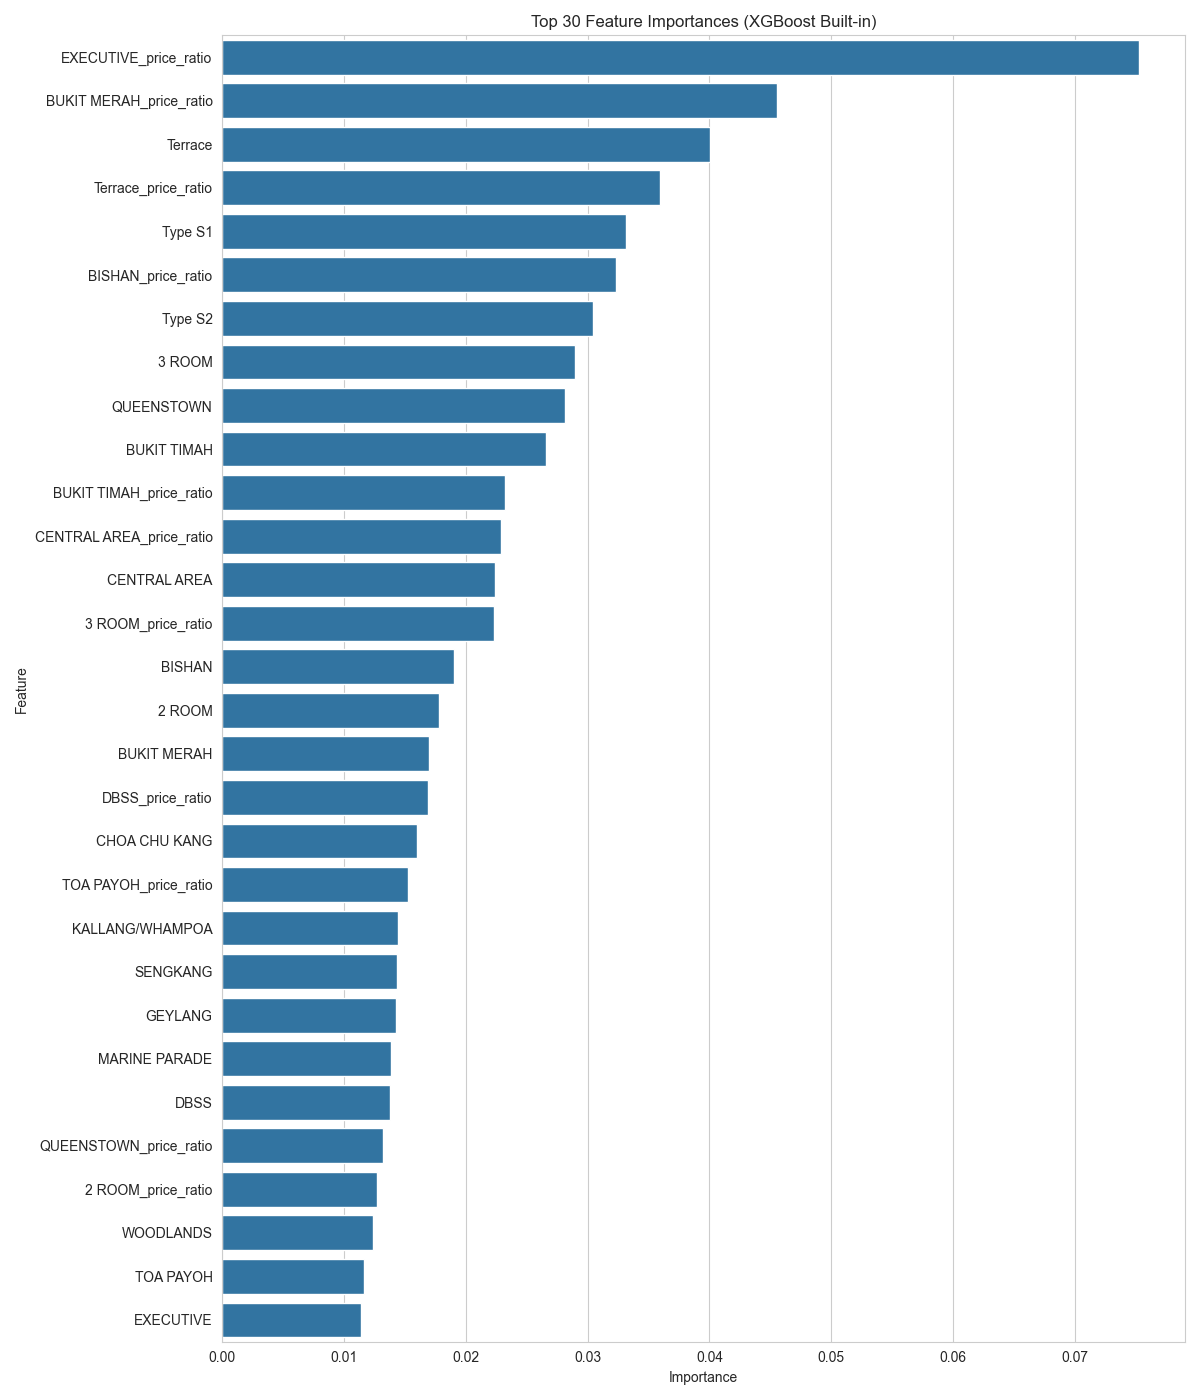 Top 30 Feature Importances (XGBoost Built-in)
EXECUTIVE_price_ratio
BUKIT MERAH_price_ratio
Terrace
Terrace_price_ratio
Type S1
BISHAN_price_ratio
Type S2
3 ROOM
QUEENSTOWN
BUKIT TIMAH
BUKIT TIMAH_price_ratio
CENTRAL AREA_price_ratio
CENTRAL AREA
3 ROOM_price_ratio
BISHAN
2 ROOM
BUKIT MERAH
DBSS_price_ratio
CHOA CHU KANG
TOA PAYOH_price_ratio
KALLANG/WHAMPOA
SENGKANG
GEYLANG
MARINE PARADE
DBSS
QUEENSTOWN_price_ratio
2 ROOM_price_ratio
WOODLANDS
TOA PAYOH
EXECUTIVE
Feature
0.00 0.01 0.02 0.03 0.04 0.05 0.06 0.07
Importance